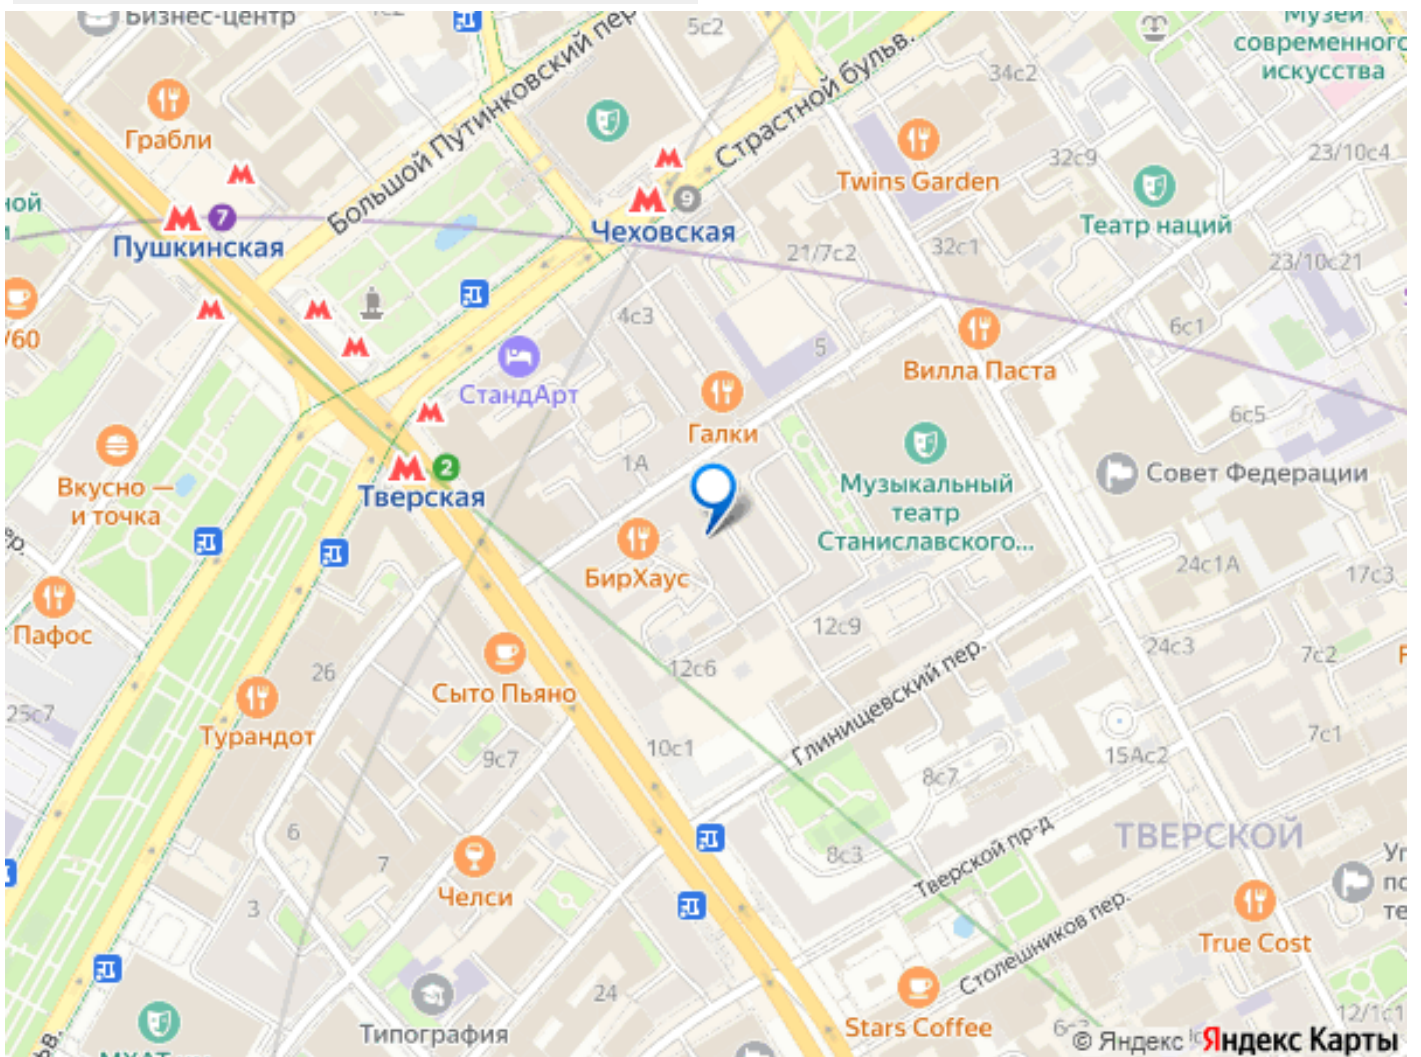 Бизнес-центр
Большой Путинковский пер.
5с2
Страстной бульв.
34с2
Музей
современного
искусства
Грабли
Twins Garden
32с9
23/10с4
Театр наций
7
Пушкинская
9
Чеховская
21/7с2
32с1
23/10с21
/60
4с3
5
6с1
Вилла Паста
СтандАрт
Галки
6с5
Вкусно —
и точка
2
Тверская
1А
Музыкальный
театр
Станиславского...
Совет Федерации
БирХаус
24с1А
17с3
Пафос
12с9
24с3
7с2
26
Сыто Пьяно
12с6
Глинищевский пер.
25с7
Турандот
9с7
10с1
8с7
15Ас2
7с1
6
7
8с3
Тверской пр-д
ТВЕРСКОЙ
Челси
3
Столешников пер.
True Cost
24
Типография
Stars Coffee
12/1с1
© Яндекс
Яндекс Карты